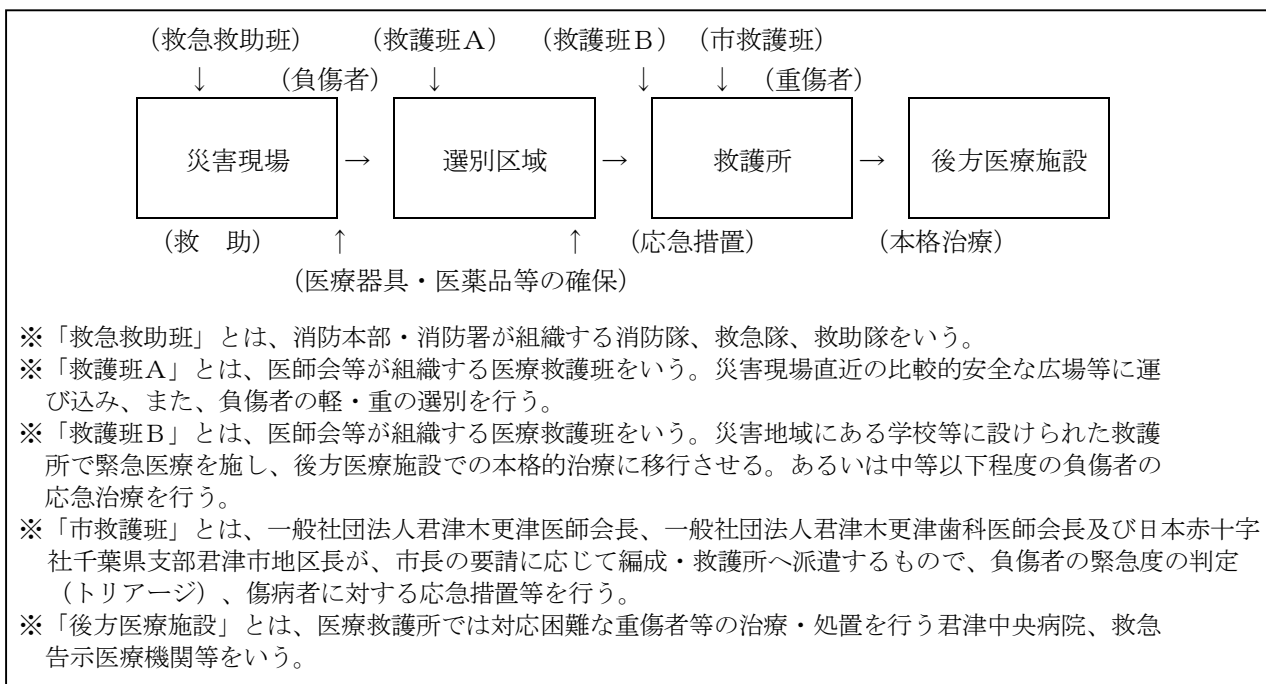 （救急救助班） （救護班Ａ） （救護班Ｂ） （市救護班）
↓ （負傷者） ↓ ↓ ↓ （重傷者）
災害現場 → 選別区域 → 救護所 → 後方医療施設
（救　助） ↑ ↑ （応急措置） （本格治療）
（医療器具・医薬品等の確保）
※「救急救助班」とは、消防本部・消防署が組織する消防隊、救急隊、救助隊をいう。
※「救護班Ａ」とは、医師会等が組織する医療救護班をいう。災害現場直近の比較的安全な広場等に運
び込み、また、負傷者の軽・重の選別を行う。
※「救護班Ｂ」とは、医師会等が組織する医療救護班をいう。災害地域にある学校等に設けられた救護
所で緊急医療を施し、後方医療施設での本格的治療に移行させる。あるいは中等以下程度の負傷者の
応急治療を行う。
※「市救護班」とは、一般社団法人君津木更津医師会長、一般社団法人君津木更津歯科医師会長及び日本赤十字
社千葉県支部君津市地区長が、市長の要請に応じて編成・救護所へ派遣するもので、負傷者の緊急度の判定
（トリアージ）、傷病者に対する応急措置等を行う。
※「後方医療施設」とは、医療救護所では対応困難な重傷者等の治療・処置を行う君津中央病院、救急
告示医療機関等をいう。